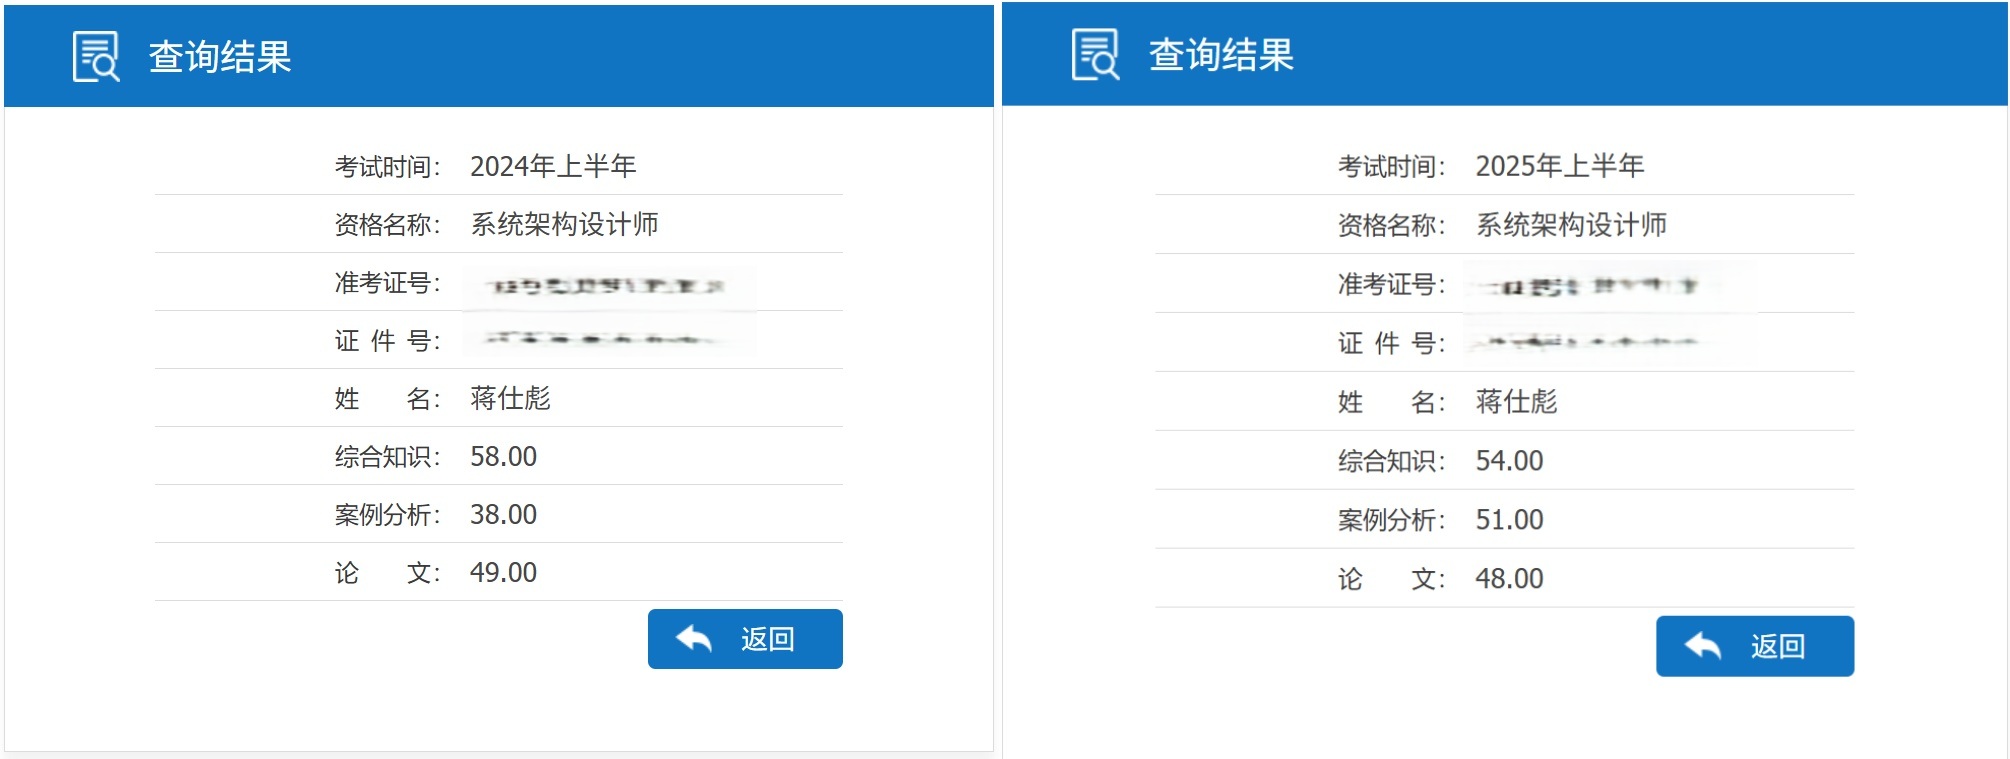 查询结果
考试时间： 2024年上半年
资格名称： 系统架构设计师
准考证号：
证 件 号：
姓 名： 蒋仕彪
综合知识： 58.00
案例分析： 38.00
论 文： 49.00
返回
查询结果
考试时间： 2025年上半年
资格名称： 系统架构设计师
准考证号：
证 件 号：
姓 名： 蒋仕彪
综合知识： 54.00
案例分析： 51.00
论 文： 48.00
返回